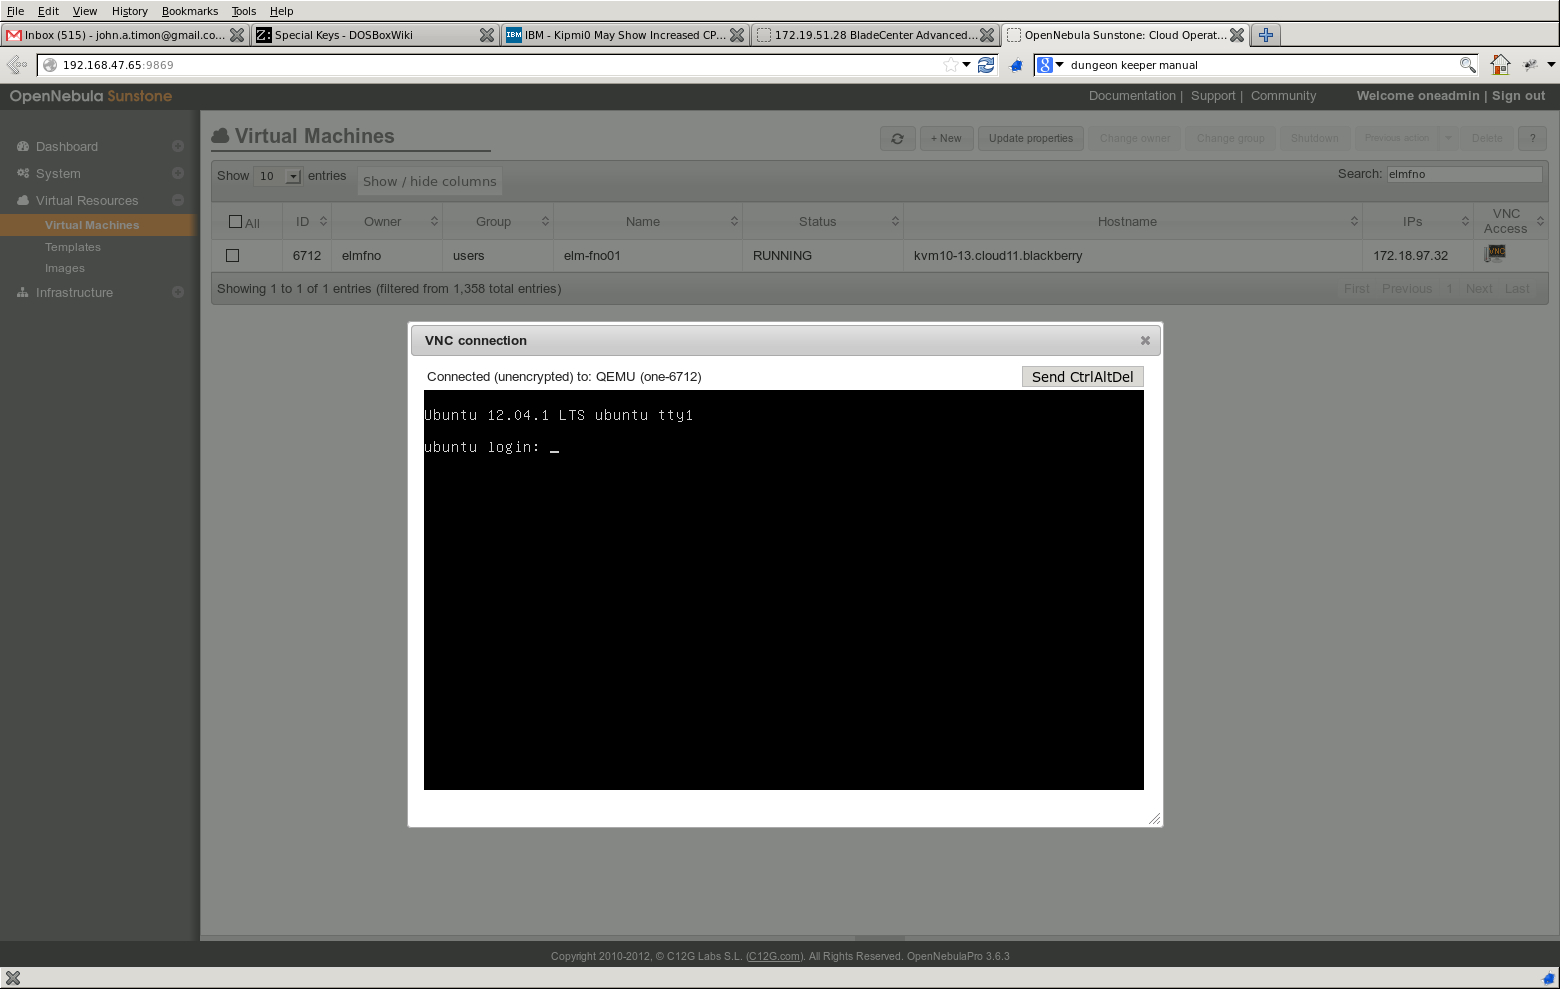 File Edit View History Bookmarks Tools Help
Inbox (515) - john.a.timon@gmail.co... Special Keys - DOSBoxWiki IBM IBM - Kipmi0 May Show Increased CP... 172.19.51.28 BladeCenter Advanced... OpenNebula Sunstone: Cloud Operat...
192.168.47.65:9869 dungeon keeper manual
OpenNebula Sunstone Documentation | Support | Community Welcome oneadmin | Sign out
Virtual Machines + New Update properties Change owner Change group Shutdown Previous action Delete ?
Dashboard
System
Virtual Resources
Virtual Machines
Templates
Images
Infrastructure
Show 10 entries Show / hide columns Search: elmfno
All ID Owner Group Name Status Hostname IPs VNC Access
6712 elmfno users elm-fno01 RUNNING kvm10-13.cloud11.blackberry 172.18.97.32 VNC
Showing 1 to 1 of 1 entries (filtered from 1,358 total entries) First Previous 1 Next Last
VNC connection
Connected (unencrypted) to: QEMU (one-6712) Send CtrlAltDel
Ubuntu 12.04.1 LTS ubuntu tty1
ubuntu login: _
Copyright 2010-2012, © C12G Labs S.L. (C12G.com). All Rights Reserved. OpenNebulaPro 3.6.3